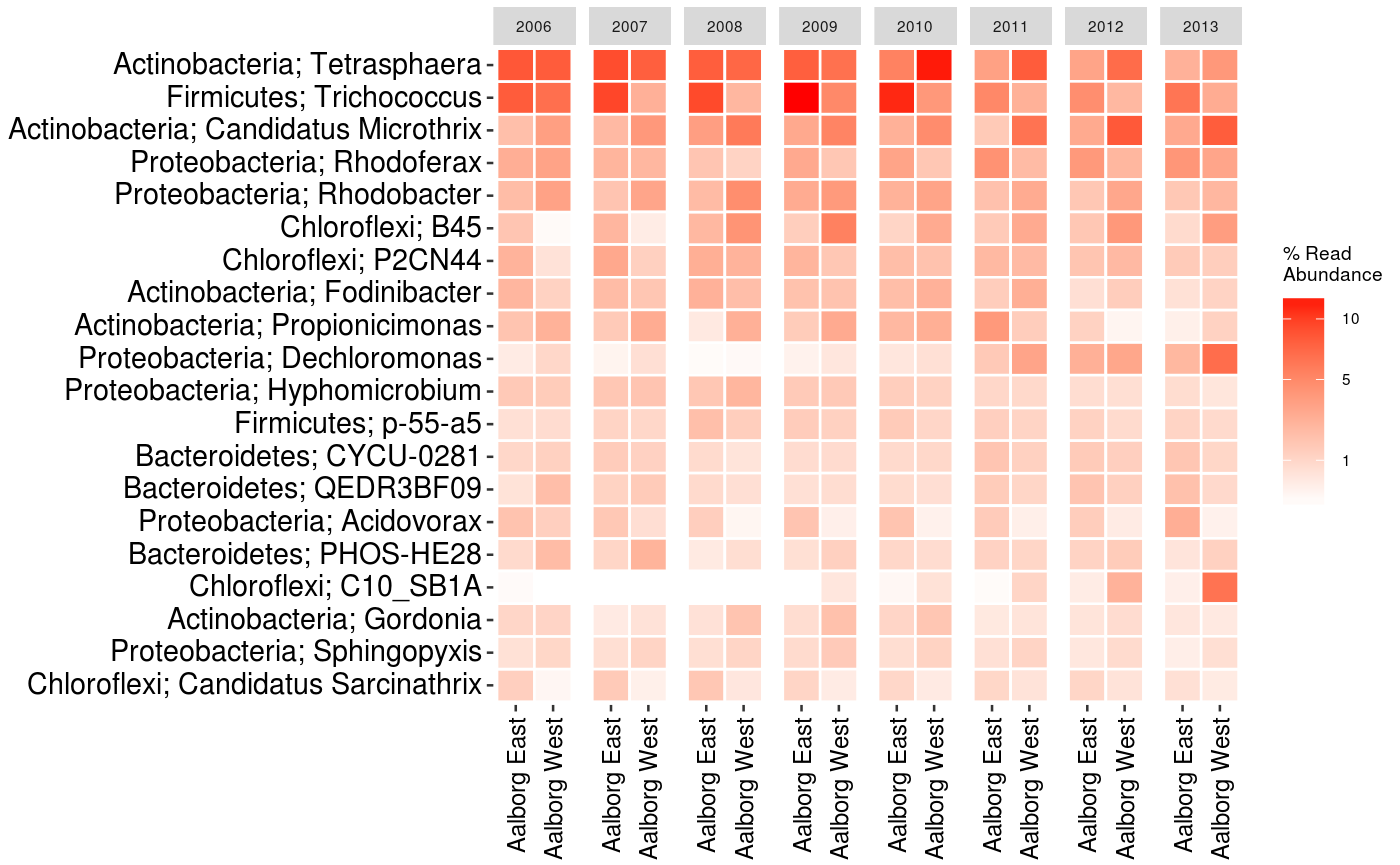 2006 2007 2008 2009 2010 2011 2012 2013
Actinobacteria; Tetrasphaera
Firmicutes; Trichococcus
Actinobacteria; Candidatus Microthrix
Proteobacteria; Rhodoferax
Proteobacteria; Rhodobacter
Chloroflexi; B45
Chloroflexi; P2CN44
Actinobacteria; Fodinibacter
Actinobacteria; Propionicimonas
Proteobacteria; Dechloromonas
Proteobacteria; Hyphomicrobium
Firmicutes; p-55-a5
Bacteroidetes; CYCU-0281
Bacteroidetes; QEDR3BF09
Proteobacteria; Acidovorax
Bacteroidetes; PHOS-HE28
Chloroflexi; C10_SB1A
Actinobacteria; Gordonia
Proteobacteria; Sphingopyxis
Chloroflexi; Candidatus Sarcinathrix
Aalborg East
Aalborg West
Aalborg East
Aalborg West
Aalborg East
Aalborg West
Aalborg East
Aalborg West
Aalborg East
Aalborg West
Aalborg East
Aalborg West
Aalborg East
Aalborg West
Aalborg East
Aalborg West
% Read
Abundance
10
5
1